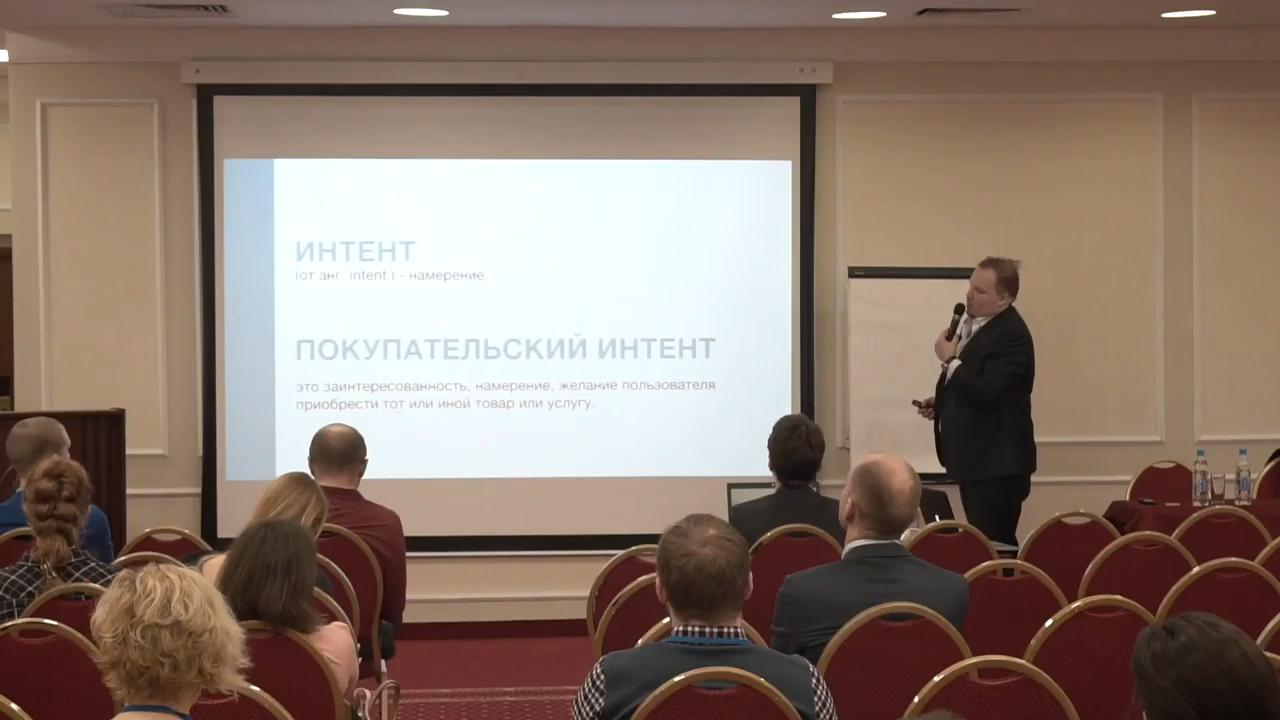 ИНТЕНТ
(от анг. intent ) - намерение.
ПОКУПАТЕЛЬСКИЙ ИНТЕНТ
это заинтересованность, намерение, желание пользователя
приобрести тот или иной товар или услугу.